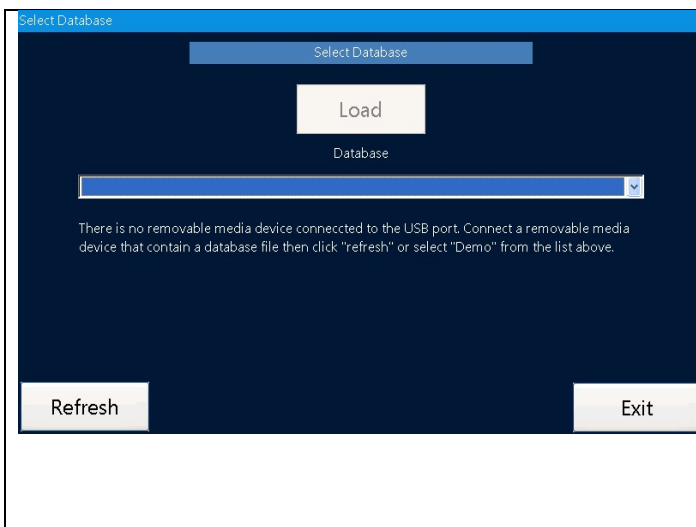 Select Database
Select Database
Load
Database
There is no removable media device conneccted to the USB port. Connect a removable media
device that contain a database file then click "refresh" or select "Demo" from the list above.
Refresh
Exit